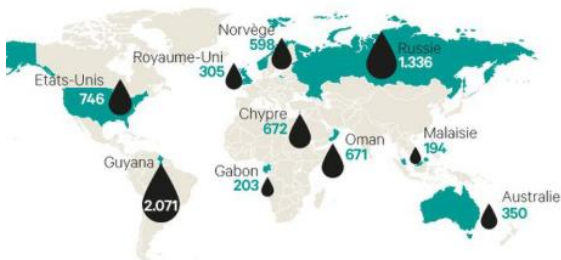 Norvège
598
Royaume-Uni
305
Russie
1.336
Etats-Unis
746
Chypre
672
Oman
671
Malaisie
194
Guyana
2.071
Gabon
203
Australie
350